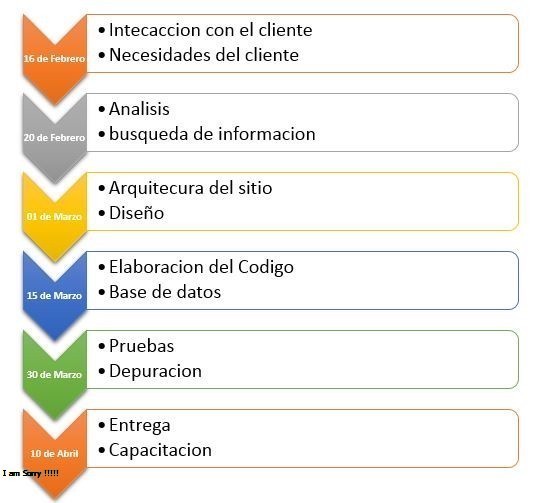 16 de Febrero
• Intecaccion con el cliente
• Necesidades del cliente
20 de Febrero
• Analisis
• busqueda de informacion
01 de Marzo
• Arquitecura del sitio
• Diseño
15 de Marzo
• Elaboracion del Codigo
• Base de datos
30 de Marzo
• Pruebas
• Depuracion
10 de Abril
• Entrega
• Capacitacion
I am Sorry !!!!!